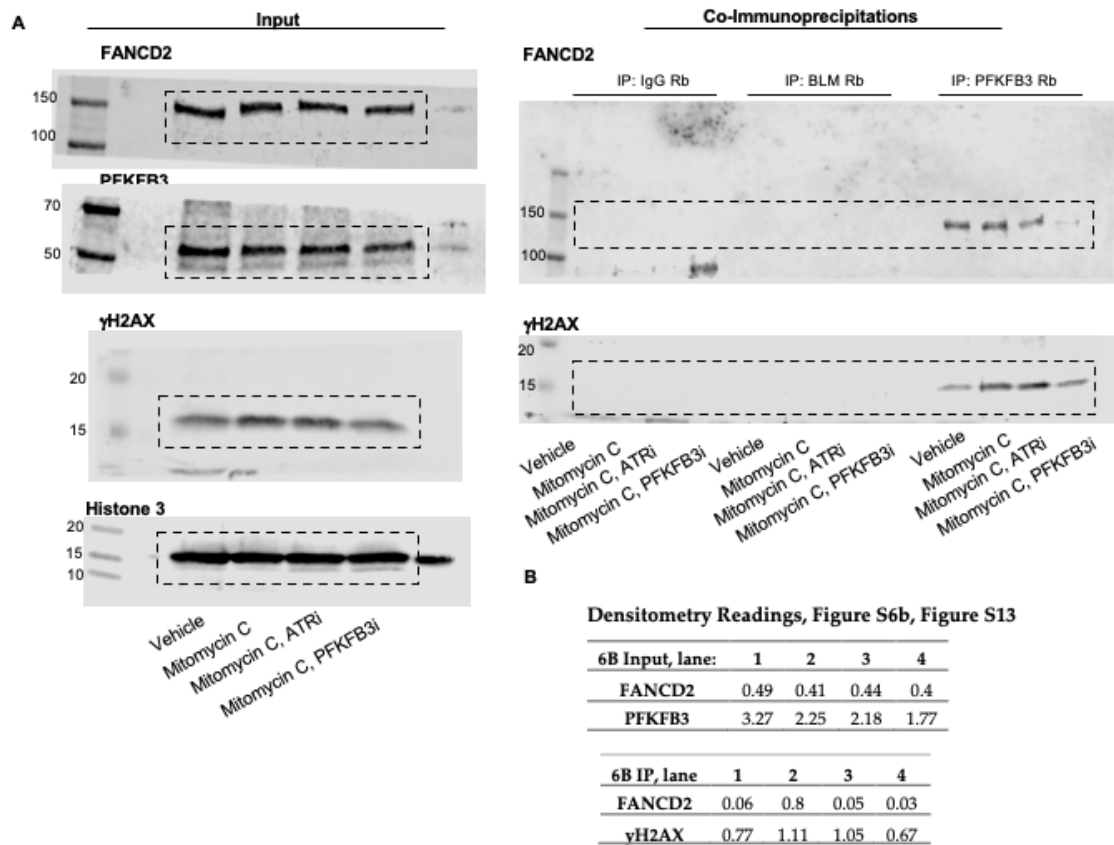 A
Input
FANCD2
150
100
PFKFB3
70
50
γH2AX
20
15
Histone 3
20
15
10
Vehicle
Mitomycin C
Mitomycin C, ATRi
Mitomycin C, PFKFB3i
Co-Immunoprecipitations
FANCD2
IP: IgG Rb IP: BLM Rb IP: PFKFB3 Rb
150
100
γH2AX
20
15
Vehicle
Mitomycin C
Mitomycin C, ATRi
Mitomycin C, PFKFB3i
Vehicle
Mitomycin C
Mitomycin C, ATRi
Mitomycin C, PFKFB3i
Vehicle
Mitomycin C
Mitomycin C, ATRi
Mitomycin C, PFKFB3i
B
Densitometry Readings, Figure S6b, Figure S13
6B Input, lane: 1 2 3 4
FANCD2 0.49 0.41 0.44 0.4
PFKFB3 3.27 2.25 2.18 1.77
6B IP, lane 1 2 3 4
FANCD2 0.06 0.8 0.05 0.03
γH2AX 0.77 1.11 1.05 0.67